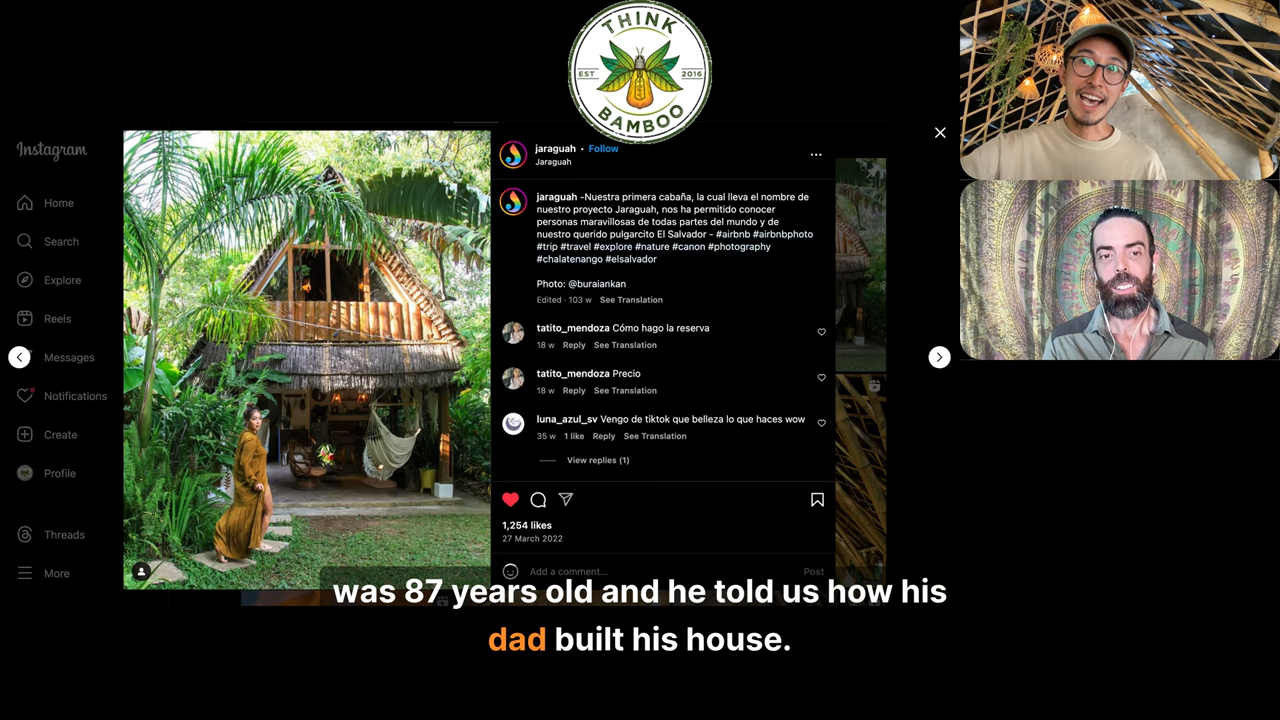 THINK
EST
2016
BAMBOO
Instagram
Home
Search
Explore
Reels
Messages
Notifications
Create
Profile
Threads
More
jaraguah • Follow
Jaraguah
jaraguah -Nuestra primera cabaña, la cual lleva el nombre de
nuestro proyecto Jaraguah, nos ha permitido conocer
personas maravillosas de todas partes del mundo y de
nuestro querido pulgarcito El Salvador - #airbnb #airbnbphoto
#trip #travel #explore #nature #canon #photography
#chalatenango #elsalvador
Photo: @buraiankan
Edited · 103 w See Translation
tatito_mendoza Cómo hago la reserva
18 w Reply See Translation
tatito_mendoza Precio
18 w Reply See Translation
luna_azul_sv Vengo de tiktok que belleza lo que haces wow
35 w 1 like Reply See Translation
View replies (1)
1,254 likes
27 March 2022
Add a comment…
Post
was 87 years old and he told us how his
dad built his house.